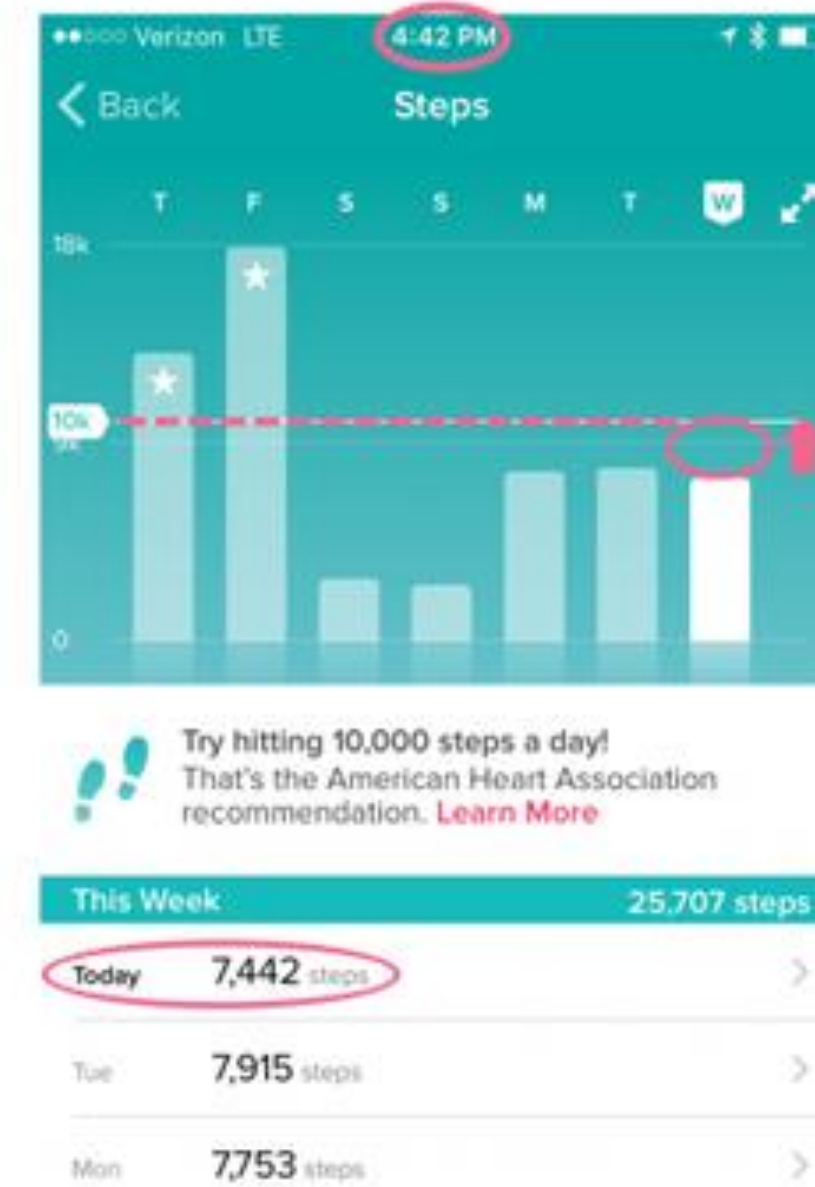 Verizon LTE 4:42 PM
Back Steps
T F S S M T W
18k
10k
0
Try hitting 10,000 steps a day!
That's the American Heart Association
recommendation. Learn More
This Week 25,707 steps
Today 7,442 steps
Tue 7,915 steps
Mon 7,753 steps